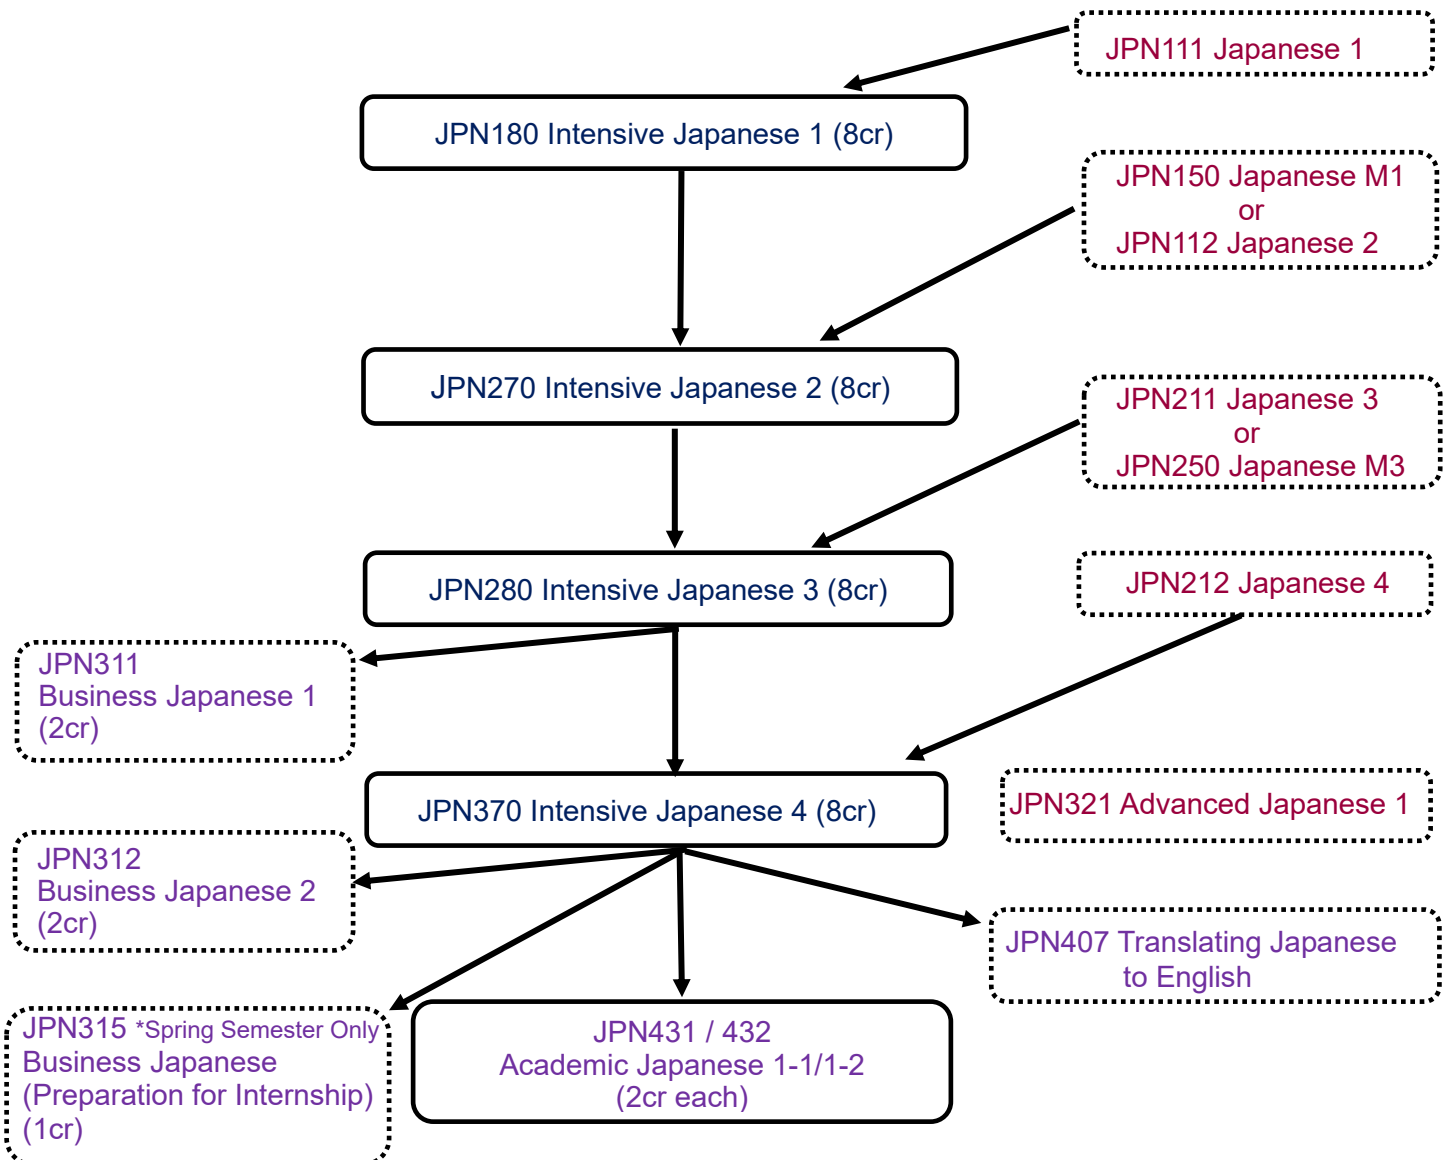 JPN111 Japanese 1
JPN180 Intensive Japanese 1 (8cr)
JPN150 Japanese M1
or
JPN112 Japanese 2
JPN270 Intensive Japanese 2 (8cr)
JPN211 Japanese 3
or
JPN250 Japanese M3
JPN280 Intensive Japanese 3 (8cr)
JPN212 Japanese 4
JPN311
Business Japanese 1
(2cr)
JPN370 Intensive Japanese 4 (8cr)
JPN321 Advanced Japanese 1
JPN312
Business Japanese 2
(2cr)
JPN407 Translating Japanese
to English
JPN315 *Spring Semester Only
Business Japanese
(Preparation for Internship)
(1cr)
JPN431 / 432
Academic Japanese 1-1/1-2
(2cr each)